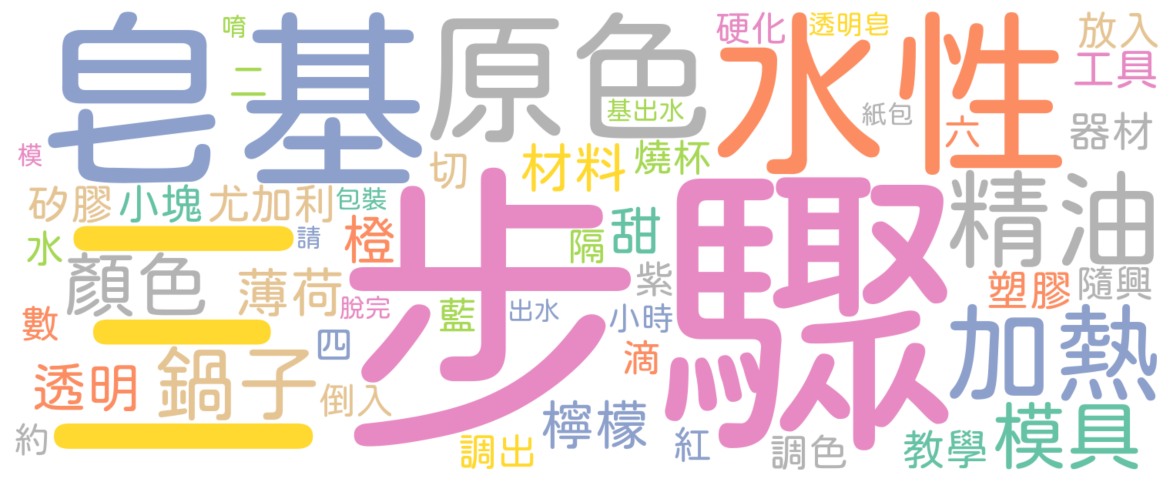 皂基
唷
二
原色
基出水
水性
硬化
透明皂
紙包
六
放入
工具
器材
模
切
材料
燒杯
矽膠
小塊
尤加利
包裝
水
請
橙
步驟
隔
甜
精油
顏色
薄荷
脫完
藍
出水
紫
小時
塑膠
隨興
數
三
四
滴
加熱
透明
鍋子
倒入
檸檬
紅
約
調出
調色
教學
模具